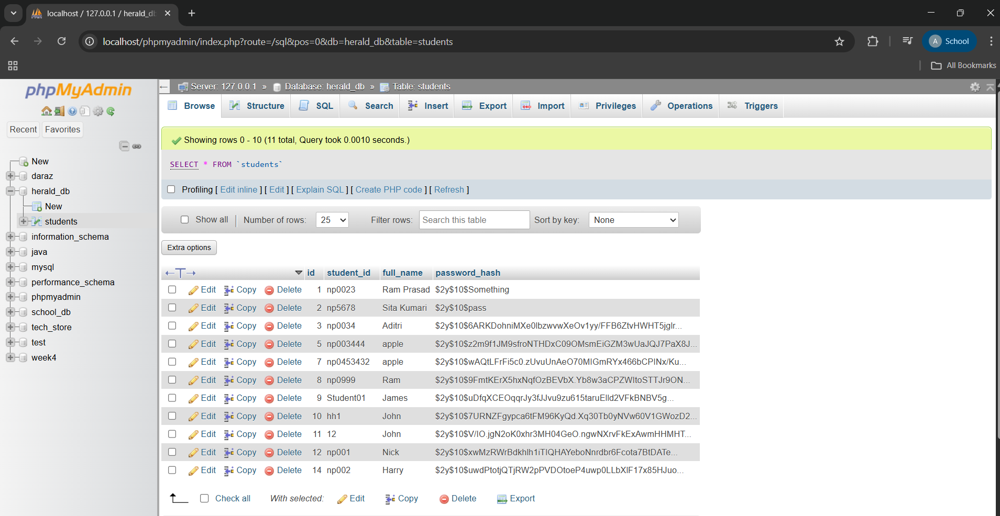 localhost / 127.0.0.1 / herald_db
localhost/phpmyadmin/index.php?route=/sql&pos=0&db=herald_db&table=students
A School
All Bookmarks
phpMyAdmin
Recent Favorites
New
daraz
herald_db
New
students
information_schema
java
mysql
performance_schema
phpmyadmin
school_db
tech_store
test
week4
Server: 127.0.0.1 » Database: herald_db » Table: students
Browse Structure SQL Search Insert Export Import Privileges Operations Triggers
Showing rows 0 - 10 (11 total, Query took 0.0010 seconds.)
SELECT * FROM `students`
Profiling [ Edit inline ] [ Edit ] [ Explain SQL ] [ Create PHP code ] [ Refresh ]
Show all Number of rows: 25 Filter rows: Search this table Sort by key: None
Extra options
id student_id full_name password_hash
Edit Copy Delete 1 np0023 Ram Prasad $2y$10$Something
Edit Copy Delete 2 np5678 Sita Kumari $2y$10$pass
Edit Copy Delete 3 np0034 Aditri $2y$10$6ARKDohniMXe0lbzwvwXeOv1yy/FFB6ZtvHWHT5jglr...
Edit Copy Delete 5 np003444 apple $2y$10$z2m9f1JM9sfroNTHDxC09OMsmEiGZM3wUaJQJ7PaX8J...
Edit Copy Delete 7 np0453432 apple $2y$10$wAQtLFrFi5c0.zUvuUnAeO70MIGmRYx466bCPINx/Ku...
Edit Copy Delete 8 np0999 Ram $2y$10$9FmtKErX5hxNqfOzBEVbX.Yb8w3aCPZWltoSTTJr9ON...
Edit Copy Delete 9 Student01 James $2y$10$uDfqXCEOqqrJy3fJJvu9zu615taruElld2VFkBNBV5g...
Edit Copy Delete 10 hh1 John $2y$10$7URNZFgypca6tFM96KyQd.Xq30Tb0yNVw60V1GWozD2...
Edit Copy Delete 11 12 John $2y$10$V/IO.jgN2oK0xhr3MH04GeO.ngwNXrvFkExAwmHHMHT...
Edit Copy Delete 12 np001 Nick $2y$10$xwMzRWrBdkhlh1iTlQHAYeboNnrdbr6Fcota7BtDATe...
Edit Copy Delete 14 np002 Harry $2y$10$uwdPtotjQTjRW2pPVDOtoeP4uwp0LLbXlF17x85HJuo...
Check all With selected: Edit Copy Delete Export